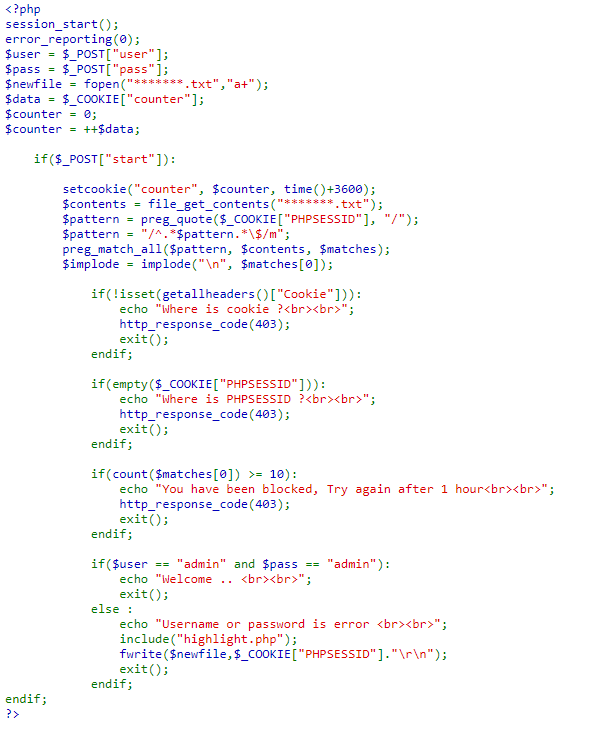 <?php
session_start();
error_reporting(0);
$user = $_POST["user"];
$pass = $_POST["pass"];
$newfile = fopen("*******.txt","a+");
$data = $_COOKIE["counter"];
$counter = 0;
$counter = ++$data;
if($_POST["start"]):
setcookie("counter", $counter, time()+3600);
$contents = file_get_contents("*******.txt");
$pattern = preg_quote($_COOKIE["PHPSESSID"], "/");
$pattern = "/^.*$pattern.*\$/m";
preg_match_all($pattern, $contents, $matches);
$implode = implode("\n", $matches[0]);
if(!isset(getallheaders()["Cookie"])):
echo "Where is cookie ?<br><br>";
http_response_code(403);
exit();
endif;
if(empty($_COOKIE["PHPSESSID"])):
echo "Where is PHPSESSID ?<br><br>";
http_response_code(403);
exit();
endif;
if(count($matches[0]) >= 10):
echo "You have been blocked, Try again after 1 hour<br><br>";
http_response_code(403);
exit();
endif;
if($user == "admin" and $pass == "admin"):
echo "Welcome .. <br><br>";
exit();
else :
echo "Username or password is error <br><br>";
include("highlight.php");
fwrite($newfile,$_COOKIE["PHPSESSID"]."\r\n");
exit();
endif;
endif;
?>